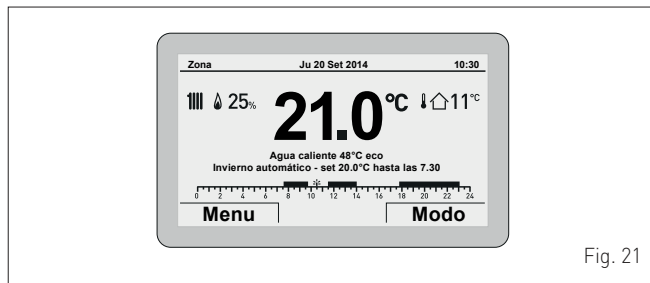 Zona Ju 20 Set 2014 10:30
25% 21.0°C 11°C
Agua caliente 48°C eco
Invierno automático - set 20.0°C hasta las 7.30
0 2 4 6 8 10 12 14 16 18 20 22 24
Menu Modo
Fig. 21